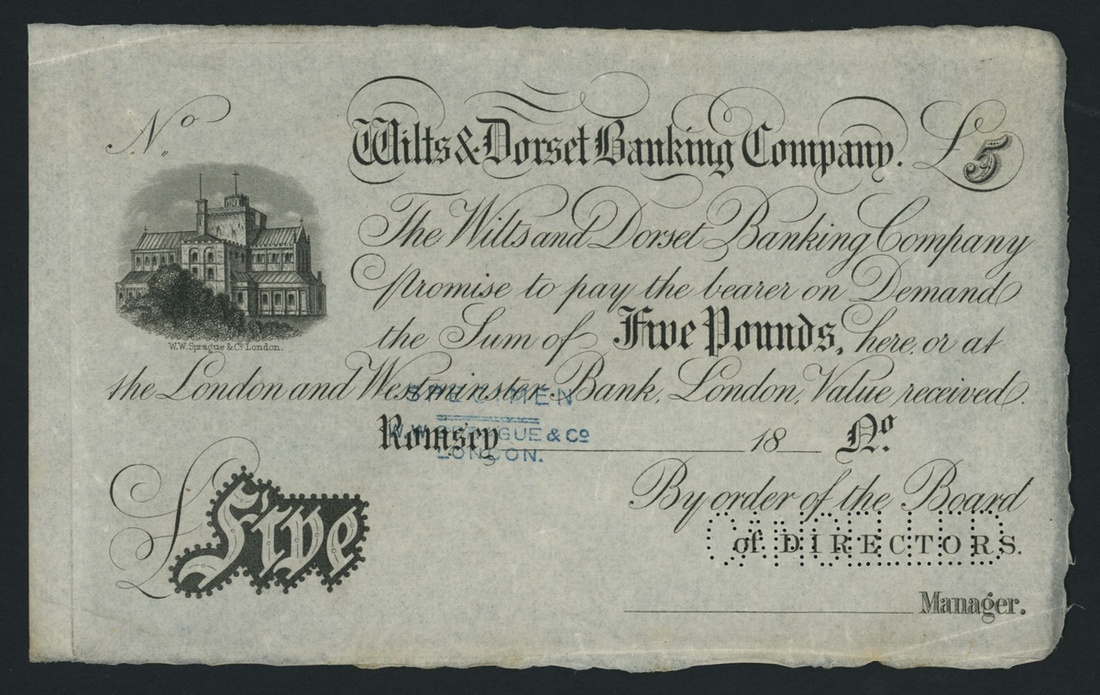 No
Wilts & Dorset Banking Company. £5
The Wilts and Dorset Banking Company
promise to pay the bearer on Demand
the Sum of Five Pounds, here, or at
W.W. Sprague & Co. London.
the London and Westminster Bank, London, Value received.
SPECIMEN
Romsey 18 No.
W.W. SPRAGUE & Co
LONDON.
By order of the Board
of DIRECTORS.
CANCELLED
£Five
Manager.